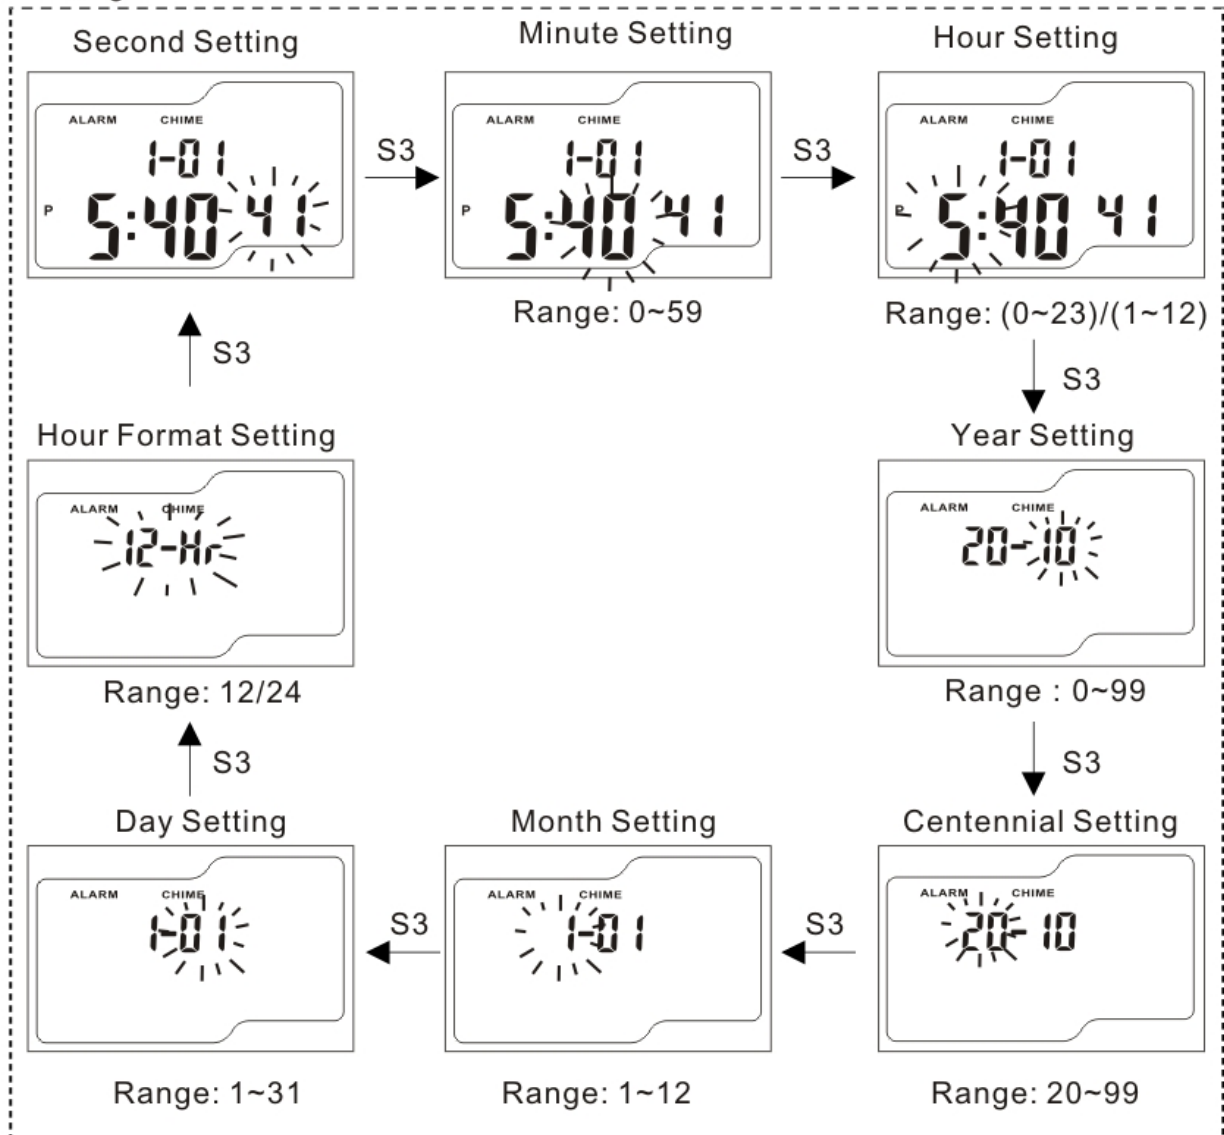 Second Setting
Minute Setting
Hour Setting
ALARM CHIME
1-01
P 5:40 41
S3
ALARM CHIME
1-01
P 5:40 41
S3
ALARM CHIME
1-01
P 5:40 41
Range: 0~59
Range: (0~23)/(1~12)
S3
S3
Hour Format Setting
Year Setting
ALARM CHIME
12-Hr
ALARM CHIME
20-10
Range: 12/24
Range : 0~99
S3
S3
Day Setting
Month Setting
Centennial Setting
ALARM CHIME
1-01
S3
ALARM CHIME
1-01
S3
ALARM CHIME
20-10
Range: 1~31
Range: 1~12
Range: 20~99